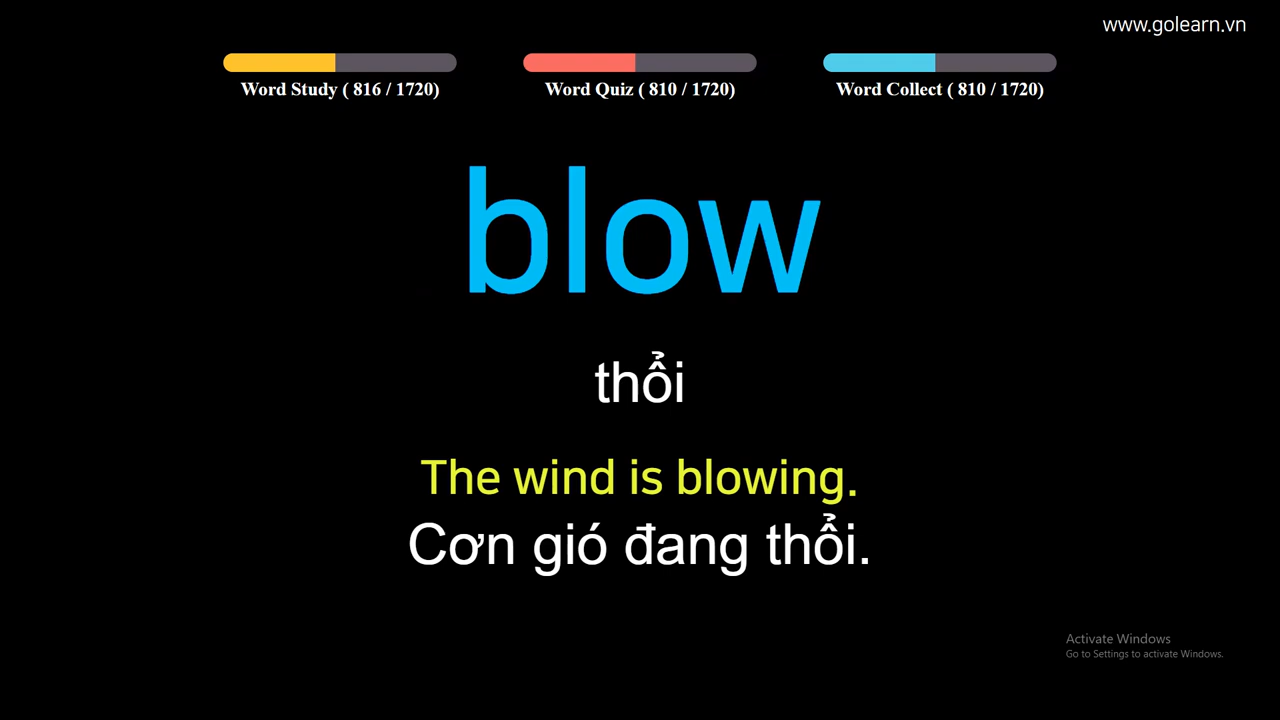 www.golearn.vn
Word Study ( 816 / 1720)
Word Quiz ( 810 / 1720)
Word Collect ( 810 / 1720)
blow
thổi
The wind is blowing.
Cơn gió đang thổi.
Activate Windows
Go to Settings to activate Windows.